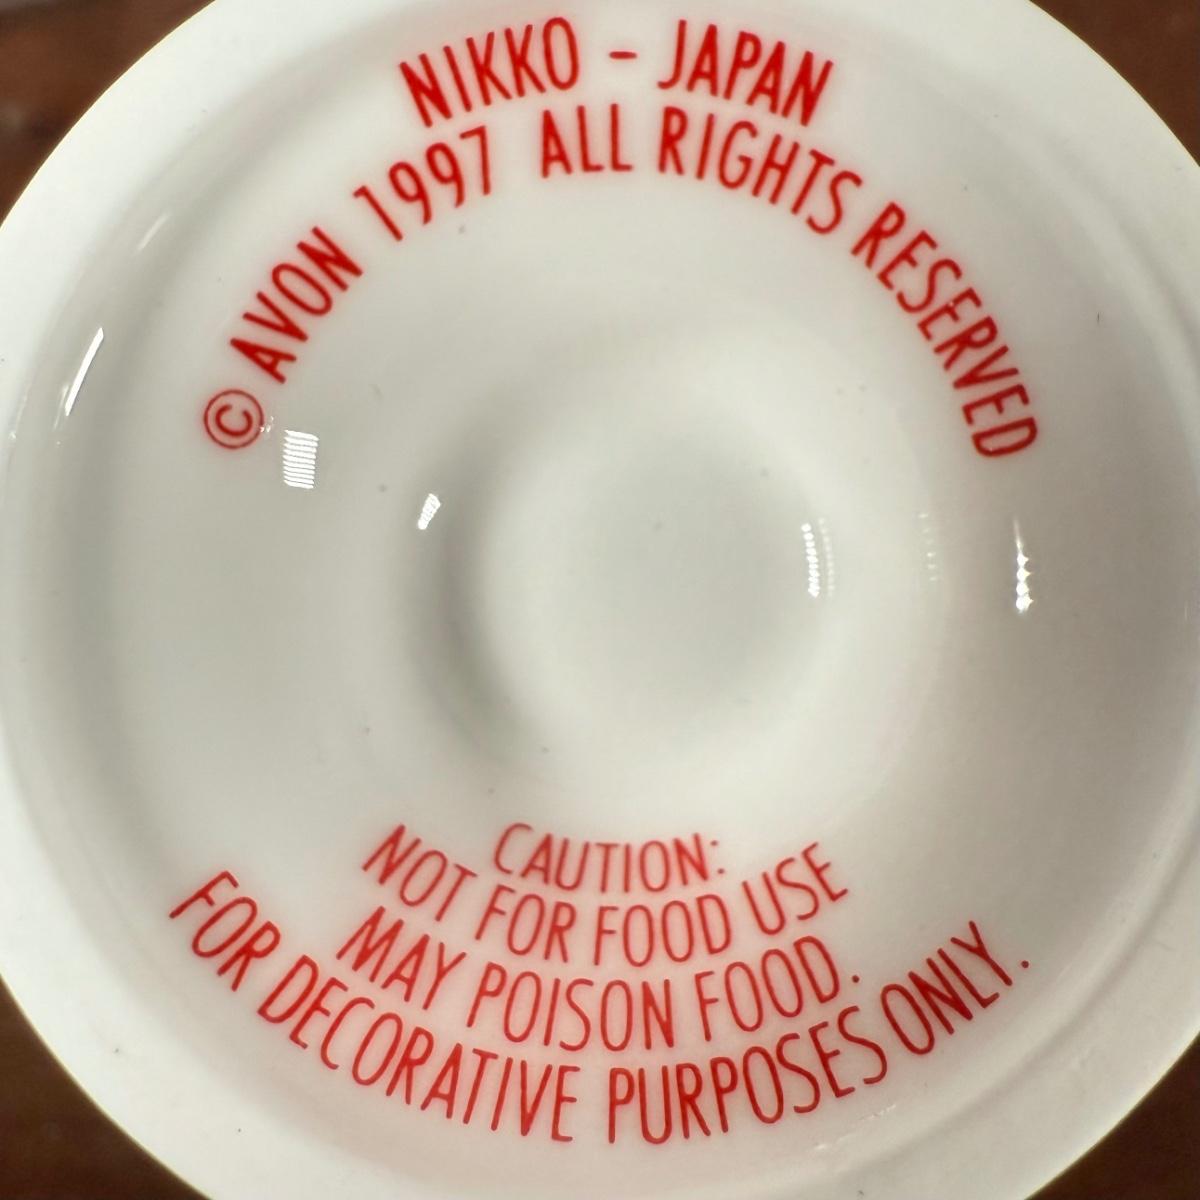 NIKKO - JAPAN
© AVON 1997 ALL RIGHTS RESERVED
CAUTION:
NOT FOR FOOD USE
MAY POISON FOOD.
FOR DECORATIVE PURPOSES ONLY.